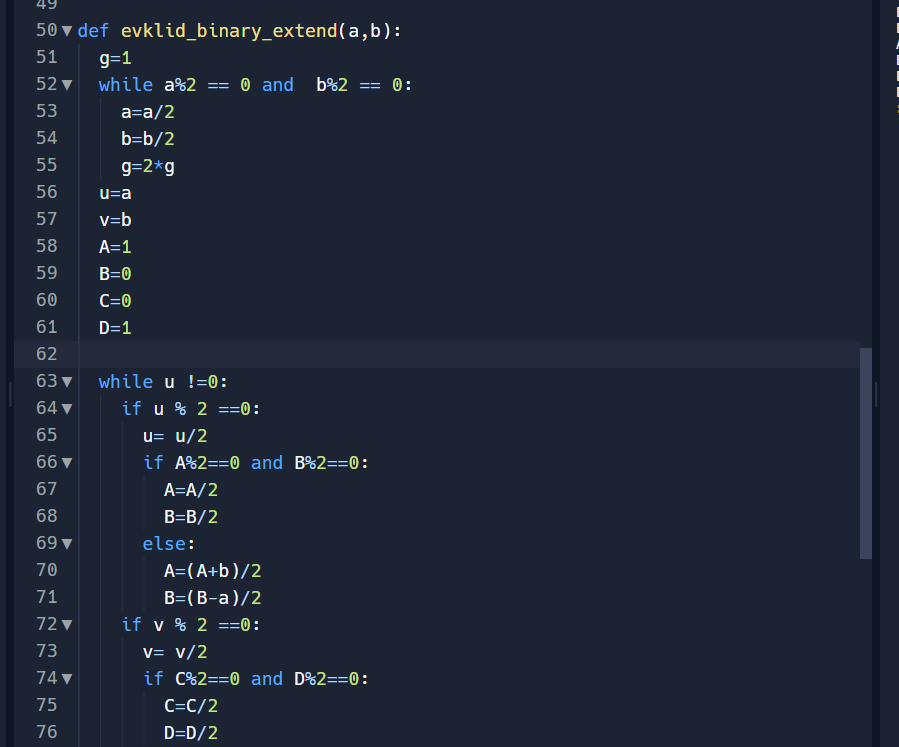 49
50 def evklid_binary_extend(a,b):
51 g=1
52 while a%2 == 0 and  b%2 == 0:
53 a=a/2
54 b=b/2
55 g=2*g
56 u=a
57 v=b
58 A=1
59 B=0
60 C=0
61 D=1
62
63 while u !=0:
64 if u % 2 ==0:
65 u= u/2
66 if A%2==0 and B%2==0:
67 A=A/2
68 B=B/2
69 else:
70 A=(A+b)/2
71 B=(B-a)/2
72 if v % 2 ==0:
73 v= v/2
74 if C%2==0 and D%2==0:
75 C=C/2
76 D=D/2